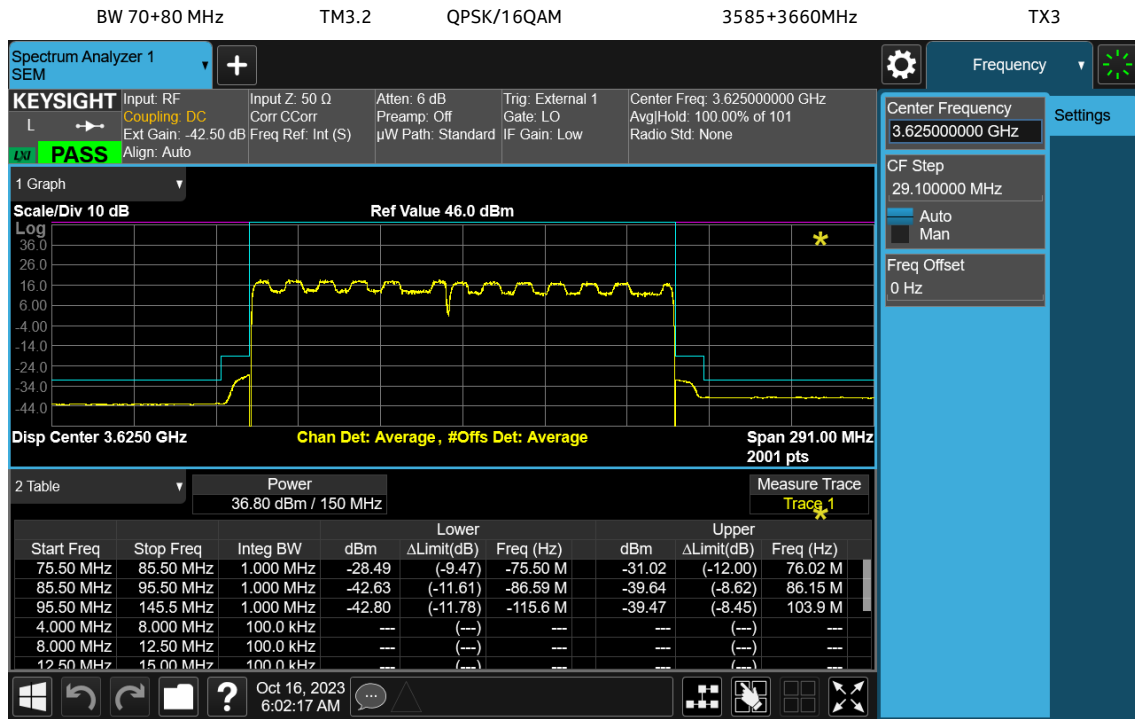 BW 70+80 MHz TM3.2 QPSK/16QAM 3585+3660MHz TX3
Spectrum Analyzer 1
SEM
Frequency
KEYSIGHT
L
LXI PASS
Input: RF
Coupling: DC
Ext Gain: -42.50 dB
Align: Auto
Input Z: 50 Ω
Corr CCorr
Freq Ref: Int (S)
Atten: 6 dB
Preamp: Off
µW Path: Standard
Trig: External 1
Gate: LO
IF Gain: Low
Center Freq: 3.625000000 GHz
Avg|Hold: 100.00% of 101
Radio Std: None
Center Frequency
3.625000000 GHz
Settings
CF Step
29.100000 MHz
Auto
Man
Freq Offset
0 Hz
1 Graph
Scale/Div 10 dB Ref Value 46.0 dBm
Log
36.0
26.0
16.0
6.00
-4.00
-14.0
-24.0
-34.0
-44.0
Disp Center 3.6250 GHz Chan Det: Average, #Offs Det: Average Span 291.00 MHz
2001 pts
2 Table Power Measure Trace
36.80 dBm / 150 MHz Trace 1
Lower Upper
Start Freq Stop Freq Integ BW dBm ΔLimit(dB) Freq (Hz) dBm ΔLimit(dB) Freq (Hz)
75.50 MHz 85.50 MHz 1.000 MHz -28.49 (-9.47) -75.50 M -31.02 (-12.00) 76.02 M
85.50 MHz 95.50 MHz 1.000 MHz -42.63 (-11.61) -86.59 M -39.64 (-8.62) 86.15 M
95.50 MHz 145.5 MHz 1.000 MHz -42.80 (-11.78) -115.6 M -39.47 (-8.45) 103.9 M
4.000 MHz 8.000 MHz 100.0 kHz --- (---) --- --- (---) ---
8.000 MHz 12.50 MHz 100.0 kHz --- (---) --- --- (---) ---
12.50 MHz 15.00 MHz 100.0 kHz --- (---) --- --- (---) ---
Oct 16, 2023
6:02:17 AM